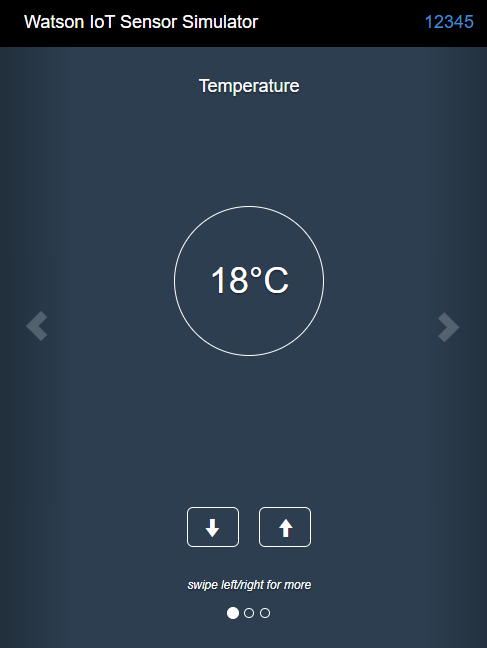 Watson IoT Sensor Simulator 12345
Temperature
18°C
swipe left/right for more